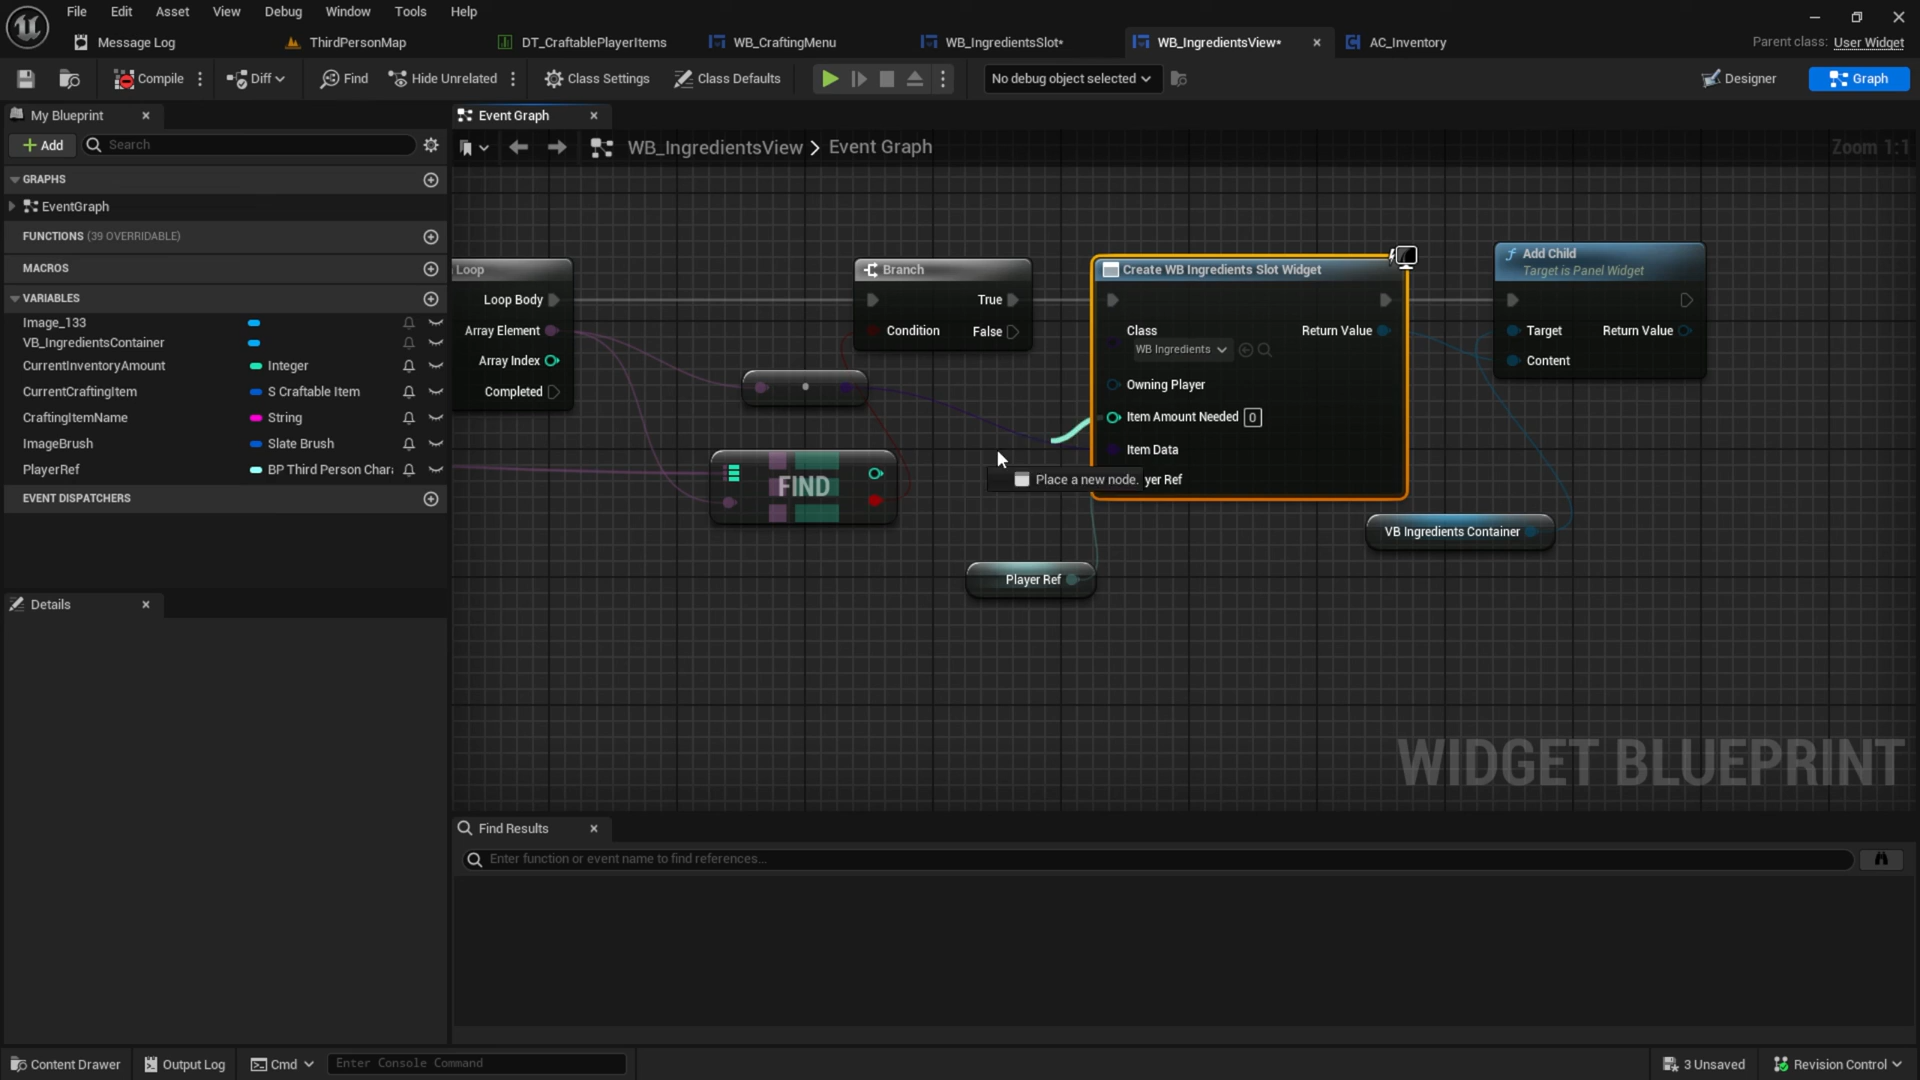 File Edit Asset View Debug Window Tools Help
Message Log ThirdPersonMap DT_CraftablePlayerItems WB_CraftingMenu WB_IngredientsSlot* WB_IngredientsView* AC_Inventory Parent class: User Widget
Compile Diff Find Hide Unrelated Class Settings Class Defaults No debug object selected Designer Graph
My Blueprint Event Graph
Add Search WB_IngredientsView > Event Graph Zoom 1:1
GRAPHS
EventGraph
FUNCTIONS (39 OVERRIDABLE)
MACROS
VARIABLES
Image_133
VB_IngredientsContainer
CurrentInventoryAmount Integer
CurrentCraftingItem S Craftable Item
CraftingItemName String
ImageBrush Slate Brush
PlayerRef BP Third Person Char
EVENT DISPATCHERS
Details
Loop
Loop Body
Array Element
Array Index
Completed
Branch
True
Condition False
FIND
Player Ref
Create WB Ingredients Slot Widget
Class Return Value
WB Ingredients
Owning Player
Item Amount Needed 0
Item Data
Place a new node. yer Ref
Add Child
Target is Panel Widget
Target Return Value
Content
VB Ingredients Container
WIDGET BLUEPRINT
Find Results
Enter function or event name to find references...
Content Drawer Output Log Cmd Enter Console Command 3 Unsaved Revision Control